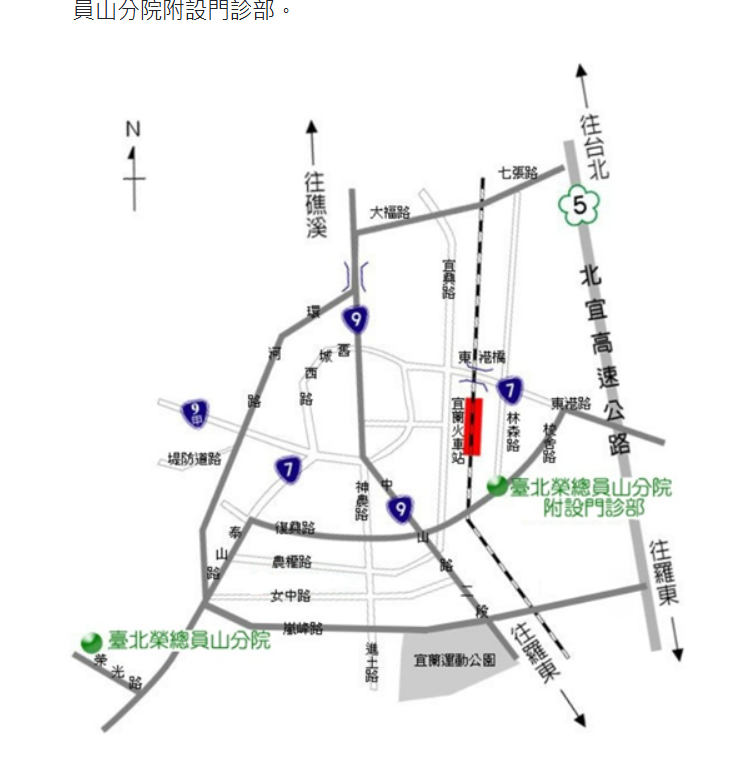 員山分院附設門診部。
往台北
N
往礁溪
七張路
5
大福路
宜興路
北宜高速公路
環河路
9
舊城西路
東港橋
7
9甲
宜蘭火車站
林森路
東港路
校舍路
堤防道路
7
神農路
中山路二段
9
臺北榮總員山分院
附設門診部
泰山路
復興路
農權路
女中路
嵐峰路
往羅東
往羅東
臺北榮總員山分院
榮光路
進士路
宜蘭運動公園